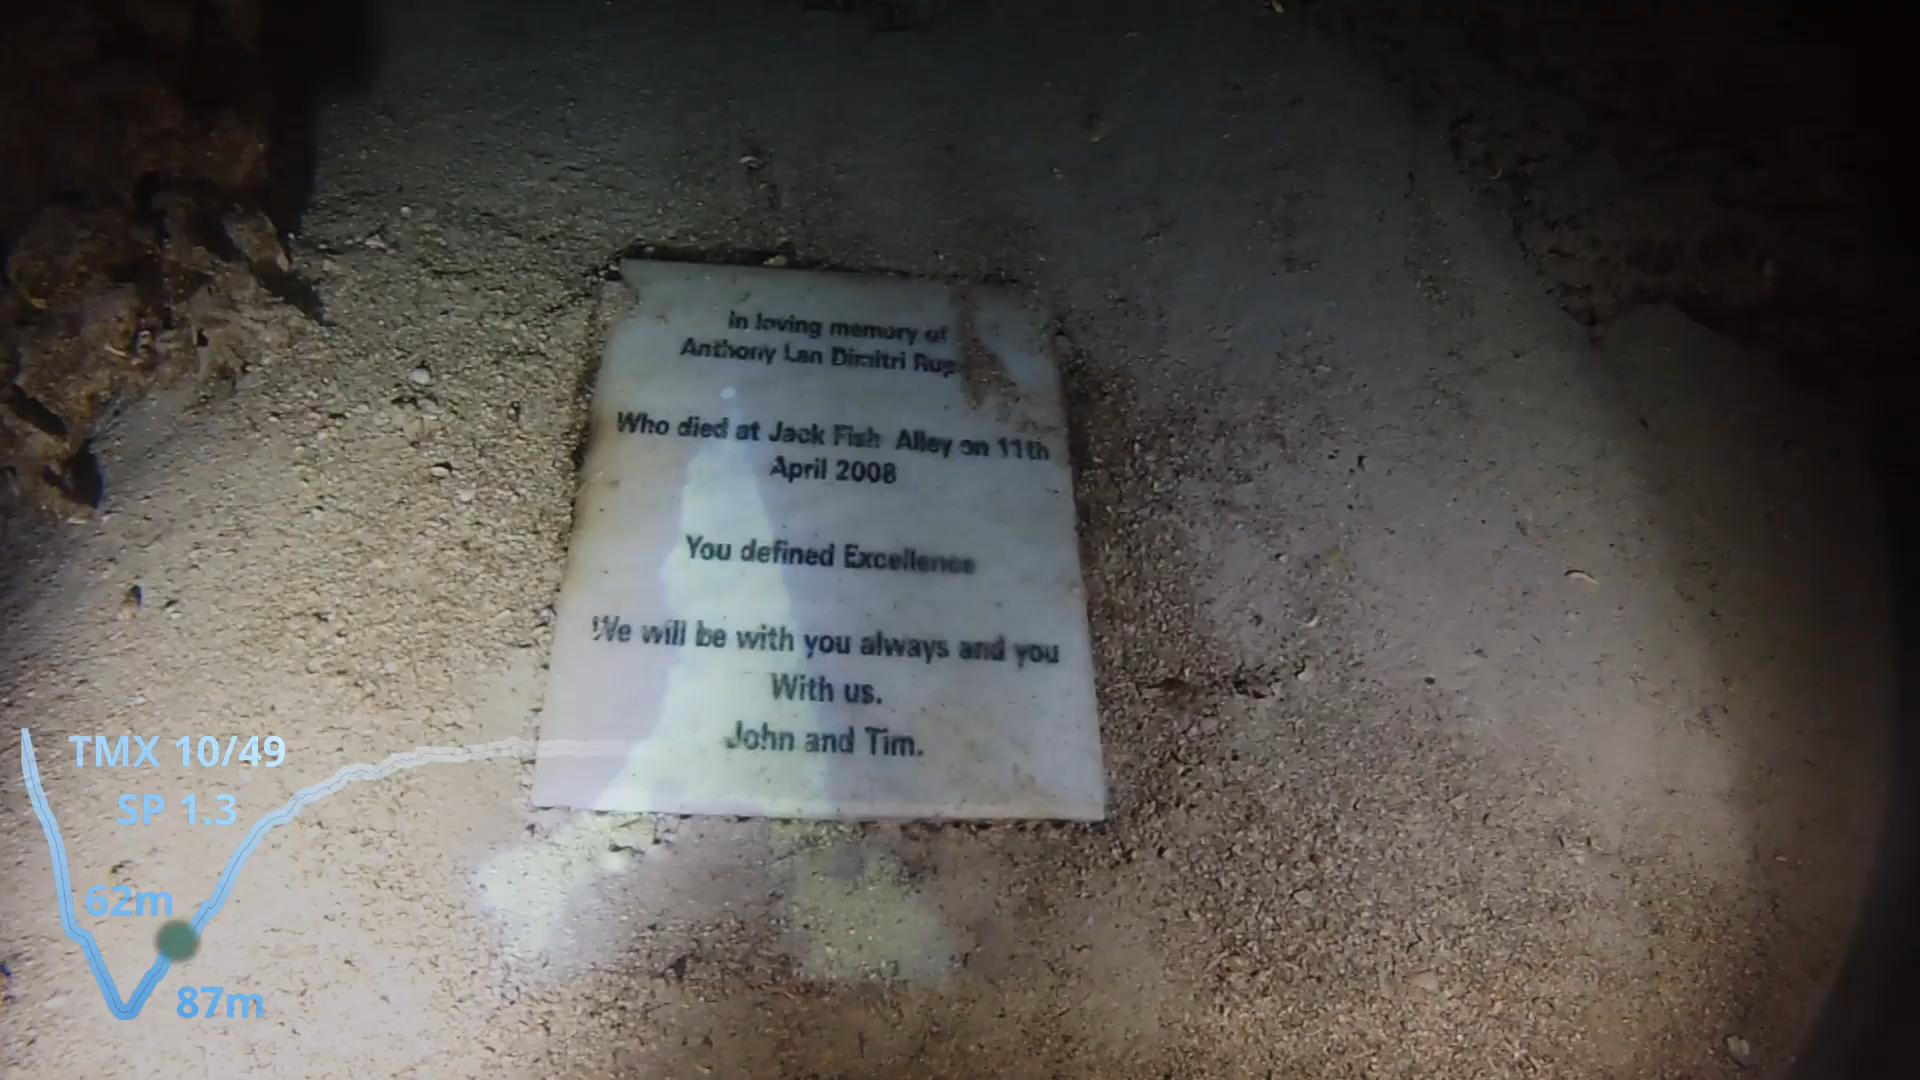 in loving memory of
Anthony Lan Dimitri
Who died at Jack Fish Alley on 11th
April 2008
You defined Excellence
We will be with you always and you
With us.
John and Tim.
TMX 10/49
SP 1.3
62m
87m